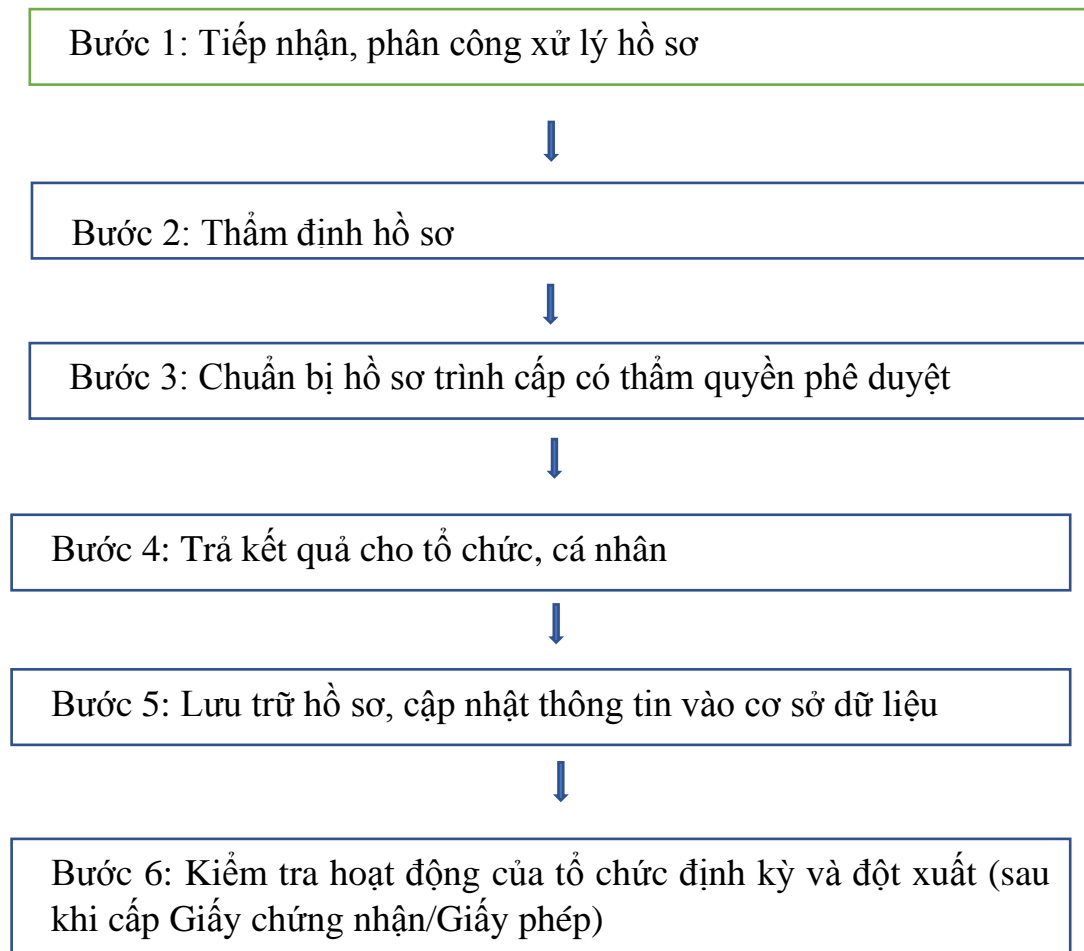 Bước 1: Tiếp nhận, phân công xử lý hồ sơ
Bước 2: Thẩm định hồ sơ
Bước 3: Chuẩn bị hồ sơ trình cấp có thẩm quyền phê duyệt
Bước 4: Trả kết quả cho tổ chức, cá nhân
Bước 5: Lưu trữ hồ sơ, cập nhật thông tin vào cơ sở dữ liệu
Bước 6: Kiểm tra hoạt động của tổ chức định kỳ và đột xuất (sau
khi cấp Giấy chứng nhận/Giấy phép)